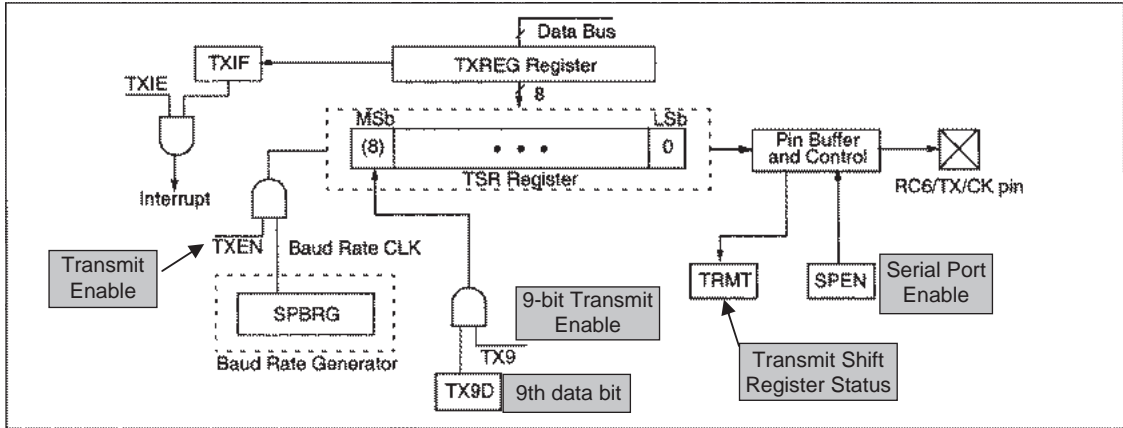 Data Bus
TXIF
TXREG Register
TXIE
8
MSb
LSb
(8)
• • •
0
Pin Buffer
and Control
TSR Register
Interrupt
RC6/TX/CK pin
TXEN
Baud Rate CLK
Transmit
Enable
TRMT
SPEN
Serial Port
Enable
SPBRG
9-bit Transmit
Enable
TX9
Baud Rate Generator
Transmit Shift
Register Status
TX9D
9th data bit